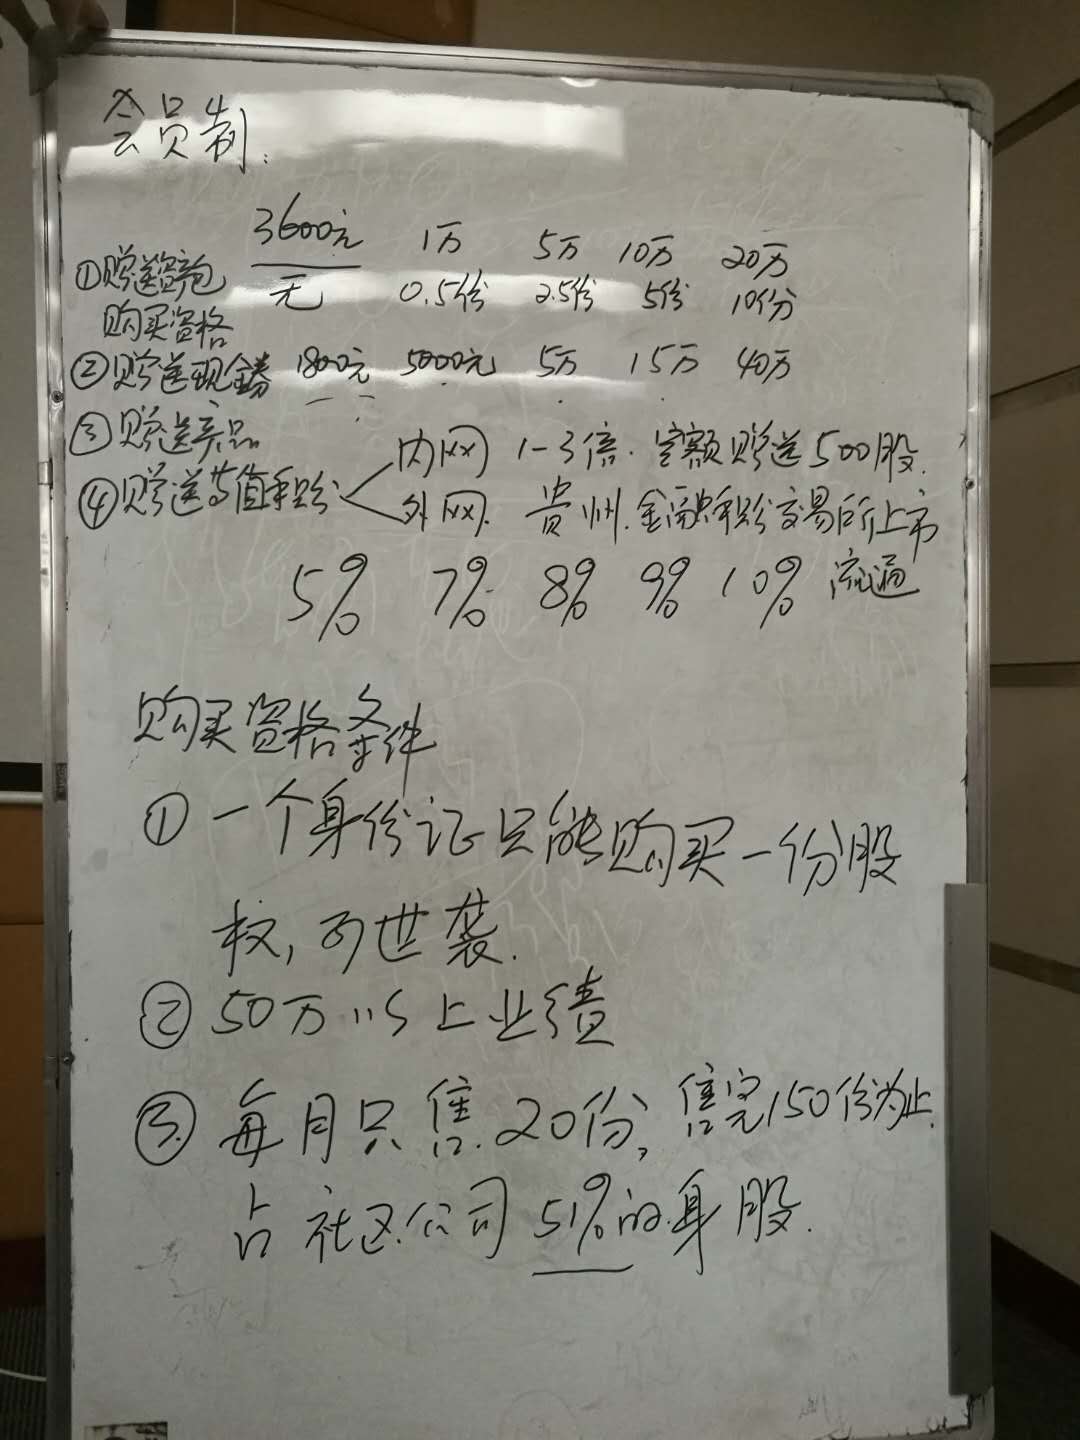 会员制:
3600元 1万 5万 10万 20万
①赠送 包 无 0.5份 2.5份 5份 10份
购买资格
②赠送现金券 1800元 5000元 5万 15万 40万
③赠送产品
④赠送等值积分 内网 1-3倍.定额赠送500股.
外网. 贵州.金融积分交易所上市
5% 7% 8% 9% 10% 流通
购买资格条件
①一个身份证只能购买一份股
权,可世袭.
②50万以上业绩
③.每月只售.20份,售完150份为止.
占社区公司51%的身股.